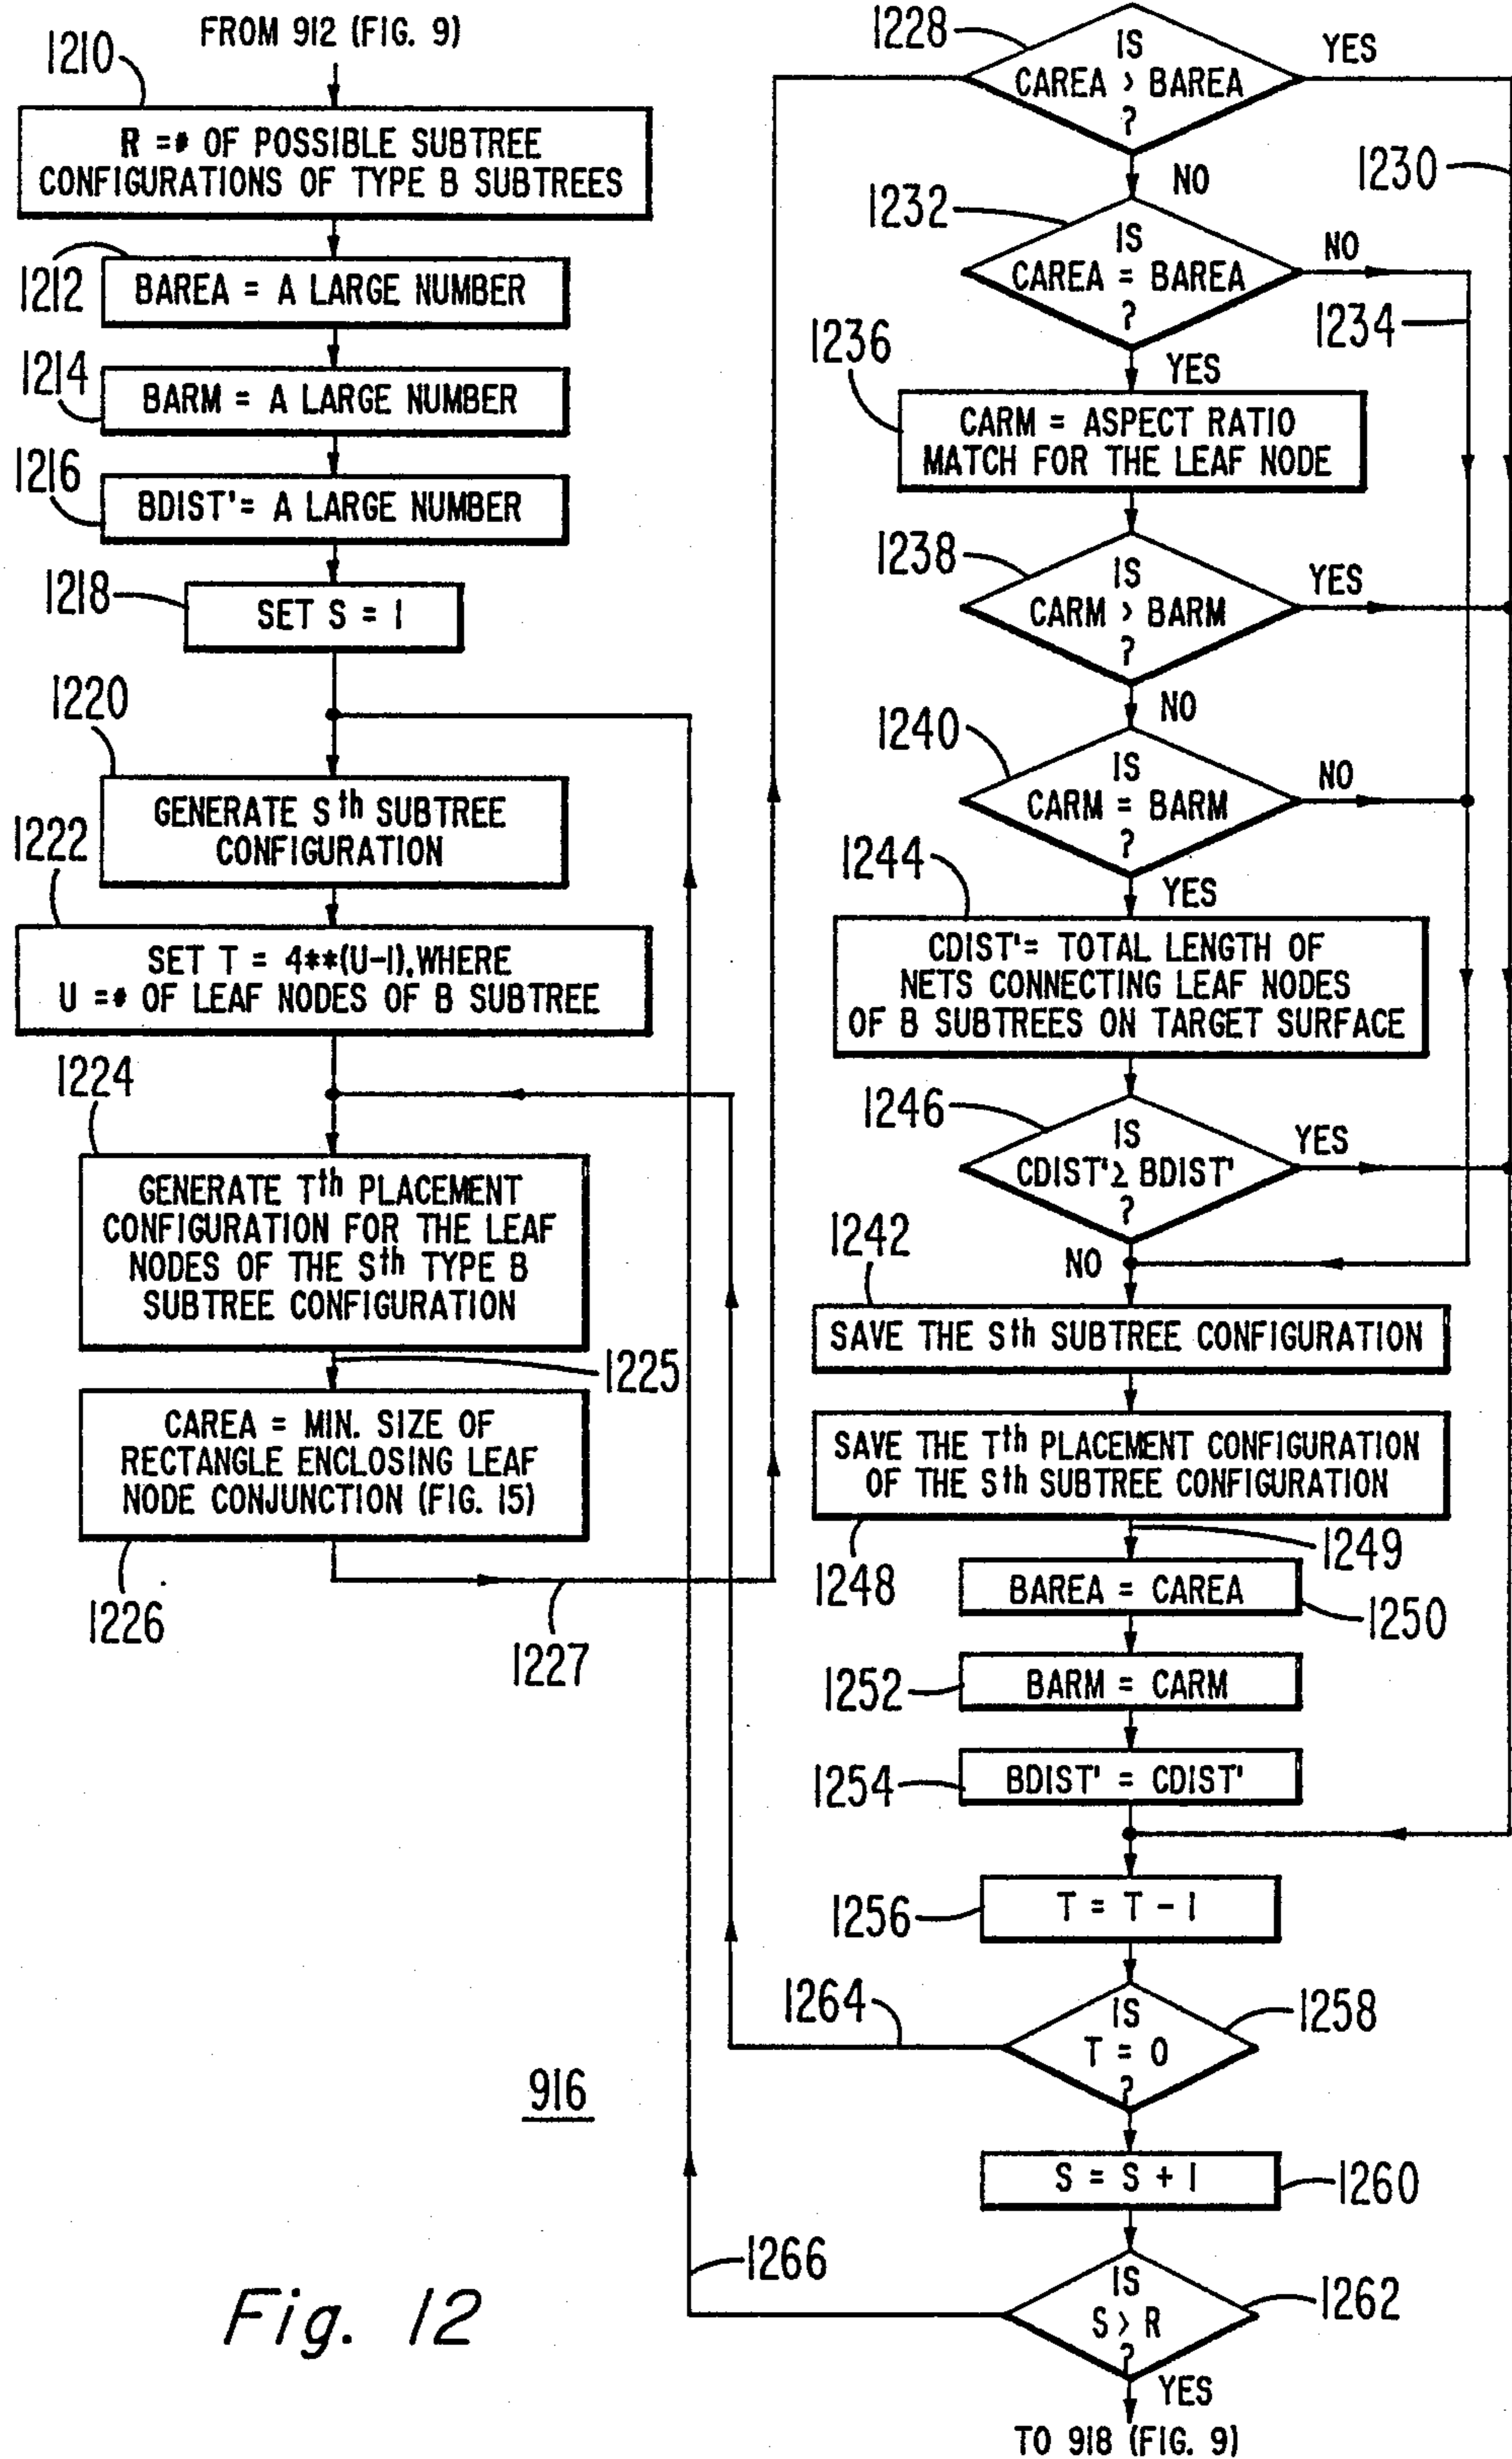 FROM 912 (FIG. 9)
1210
R =# OF POSSIBLE SUBTREE
CONFIGURATIONS OF TYPE B SUBTREES
1212
BAREA = A LARGE NUMBER
1214
BARM = A LARGE NUMBER
1216
BDIST' = A LARGE NUMBER
1218
SET S = 1
1220
GENERATE Sth SUBTREE
CONFIGURATION
1222
SET T = 4**(U-1), WHERE
U =# OF LEAF NODES OF B SUBTREE
1224
GENERATE Tth PLACEMENT
CONFIGURATION FOR THE LEAF
NODES OF THE Sth TYPE B
SUBTREE CONFIGURATION
1225
CAREA = MIN. SIZE OF
RECTANGLE ENCLOSING LEAF
NODE CONJUNCTION (FIG. 15)
1226
1227
1228
IS
CAREA > BAREA
?
YES
1230
NO
1232
IS
CAREA = BAREA
?
NO
1234
YES
1236
CARM = ASPECT RATIO
MATCH FOR THE LEAF NODE
1238
IS
CARM > BARM
?
YES
NO
1240
IS
CARM = BARM
?
NO
YES
1244
CDIST' = TOTAL LENGTH OF
NETS CONNECTING LEAF NODES
OF B SUBTREES ON TARGET SURFACE
1246
IS
CDIST' ≥ BDIST'
?
YES
NO
1242
SAVE THE Sth SUBTREE CONFIGURATION
SAVE THE Tth PLACEMENT CONFIGURATION
OF THE Sth SUBTREE CONFIGURATION
1248
1249
BAREA = CAREA
1250
1252
BARM = CARM
1254
BDIST' = CDIST'
1256
T = T - 1
1264
IS
T = 0
?
1258
S = S + 1
1260
1266
IS
S > R
?
1262
YES
TO 918 (FIG. 9)
916
Fig. 12